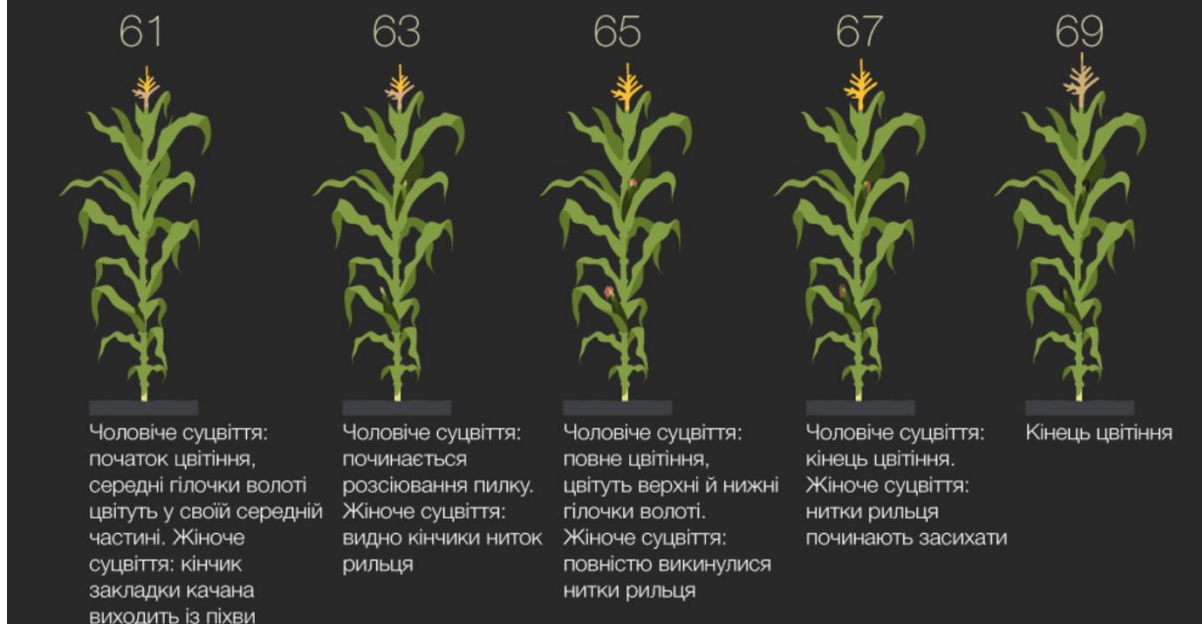 61
63
65
67
69
Чоловіче суцвіття:
початок цвітіння,
середні гілочки волоті
цвітуть у своїй середній
частині. Жіноче
суцвіття: кінчик
закладки качана
виходить із піхви
Чоловіче суцвіття:
починається
розсіювання пилку.
Жіноче суцвіття:
видно кінчики ниток
рильця
Чоловіче суцвіття:
повне цвітіння,
цвітуть верхні й нижні
гілочки волоті.
Жіноче суцвіття:
повністю викинулися
нитки рильця
Чоловіче суцвіття:
кінець цвітіння.
Жіноче суцвіття:
нитки рильця
починають засихати
Кінець цвітіння